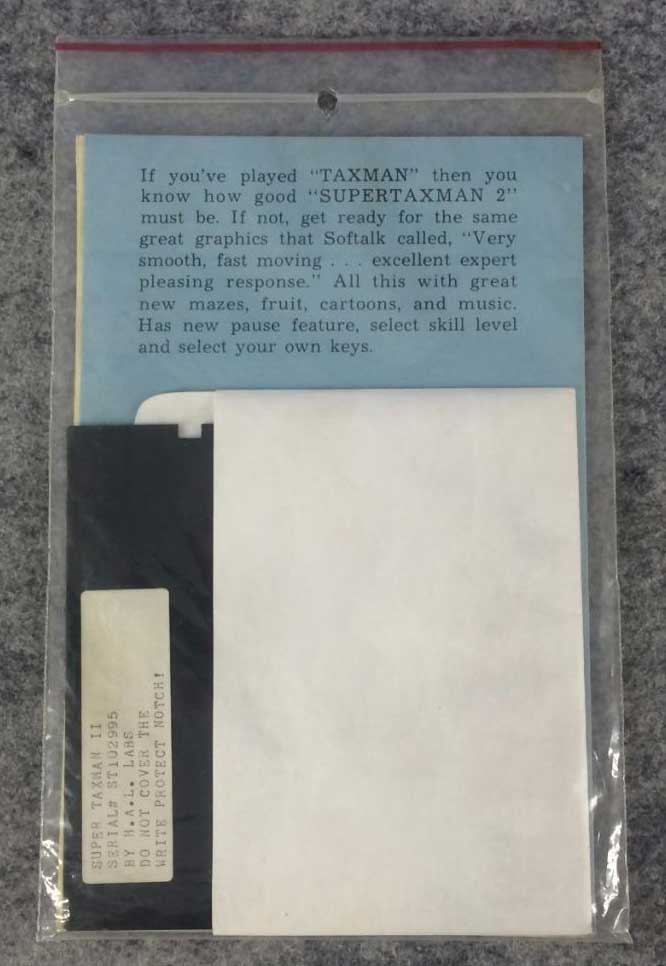 If you've played "TAXMAN" then you
know how good "SUPERTAXMAN 2"
must be. If not, get ready for the same
great graphics that Softalk called, "Very
smooth, fast moving . . . excellent expert
pleasing response." All this with great
new mazes, fruit, cartoons, and music.
Has new pause feature, select skill level
and select your own keys.
SUPER TAXMAN II
SERIAL# ST102995
BY H.A.L. LABS
DO NOT COVER THE
WRITE PROTECT NOTCH!